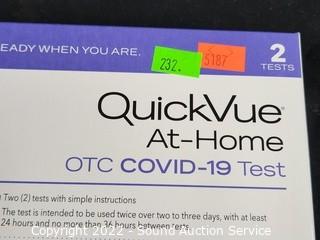 EADY WHEN YOU ARE.
232.
5187
2
TESTS
QuickVue®
At-Home
OTC COVID-19 Test
Two (2) tests with simple instructions
The test is intended to be used twice over two to three days, with at least
24 hours and no more than 36 hours between tests
Copyright 2022 - Sound Auction Service